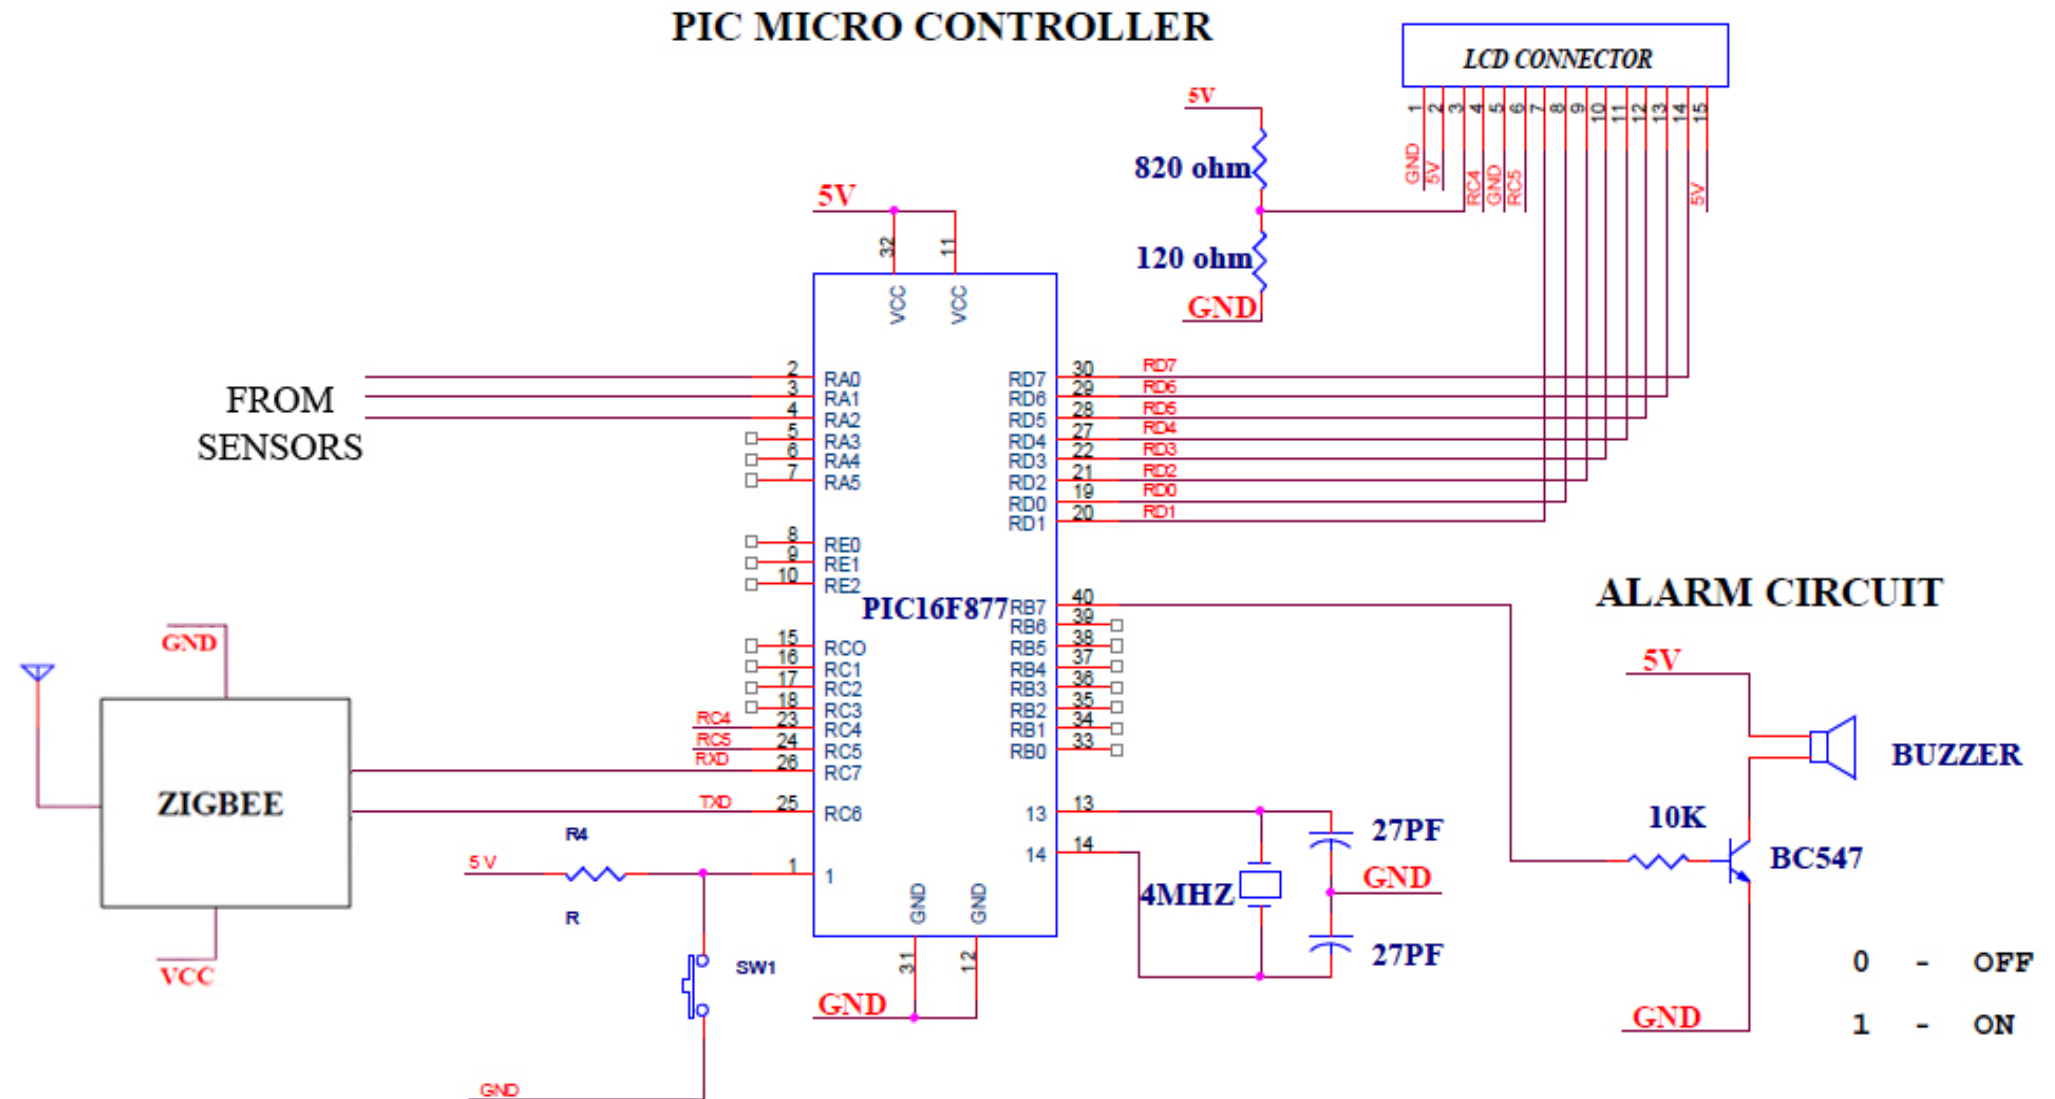 PIC MICRO CONTROLLER
LCD CONNECTOR
1 2 3 4 5 6 7 8 9 10 11 12 13 14 15
GND 5V RC4 GND RC5 5V
5V
820 ohm
120 ohm
GND
5V
32 11
VCC VCC
FROM
SENSORS
2 RA0
3 RA1
4 RA2
5 RA3
6 RA4
7 RA5
8 RE0
9 RE1
10 RE2
15 RCO
16 RC1
17 RC2
18 RC3
RC4 23 RC4
RC5 24 RC5
RXD 26 RC7
TXD 25 RC6
1 1
PIC16F877
RD7 30 RD7
RD6 29 RD6
RD5 28 RD5
RD4 27 RD4
RD3 22 RD3
RD2 21 RD2
RD0 19 RD0
RD1 20 RD1
RB7 40
RB6 39
RB5 38
RB4 37
RB3 36
RB2 35
RB1 34
RB0 33
13 13
14 14
GND GND
31 12
GND
GND
ZIGBEE
VCC
R4
5 V
R
SW1
GND
4MHZ
27PF
GND
27PF
ALARM CIRCUIT
5V
BUZZER
10K
BC547
GND
0 - OFF
1 - ON